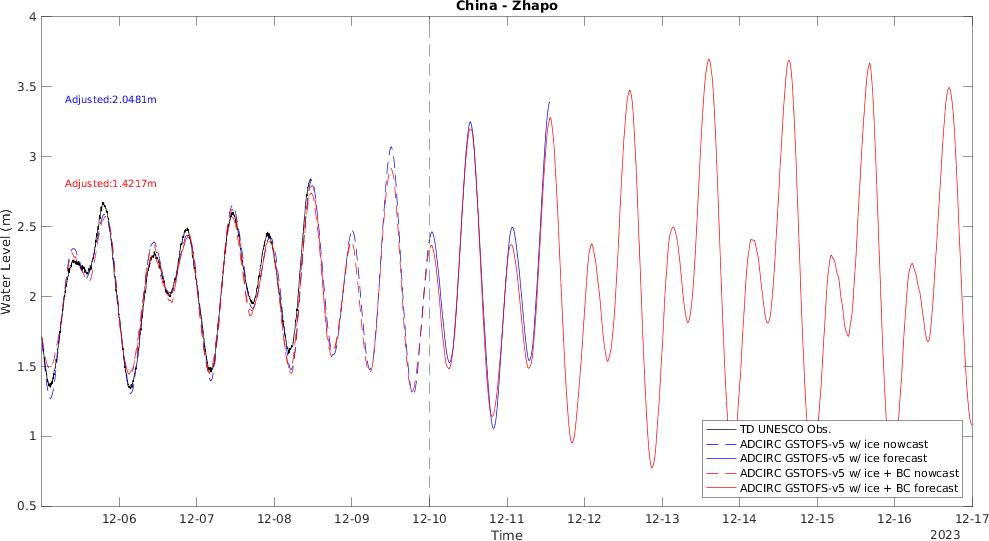 China - Zhapo
4
3.5
3
2.5
2
1.5
1
0.5
Water Level (m)
Adjusted:2.0481m
Adjusted:1.4217m
TD UNESCO Obs.
ADCIRC GSTOFS-v5 w/ ice nowcast
ADCIRC GSTOFS-v5 w/ ice forecast
ADCIRC GSTOFS-v5 w/ ice + BC nowcast
ADCIRC GSTOFS-v5 w/ ice + BC forecast
12-06 12-07 12-08 12-09 12-10 12-11 12-12 12-13 12-14 12-15 12-16 12-17
Time
2023